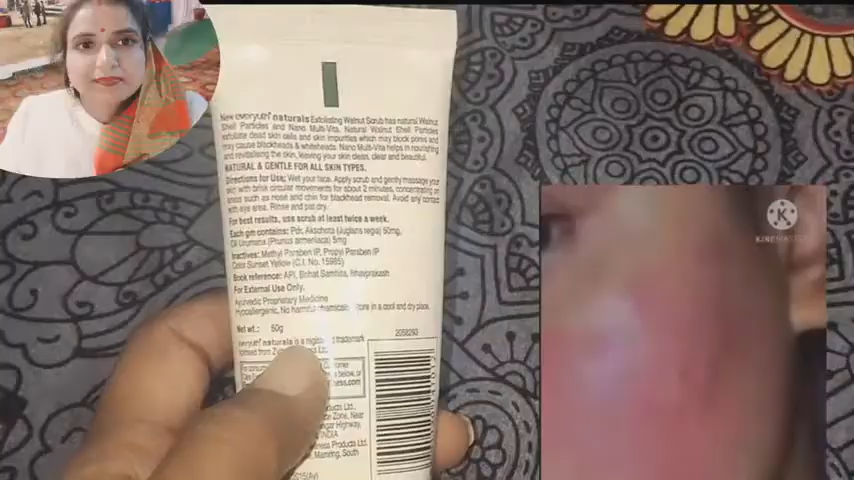 New everyuth naturals Exfoliating Walnut Scrub has natural Walnut
Shell Particles and Nano Multi-Vita. Natural Walnut Shell Particles
exfoliate dead skin cells and skin impurities which may block pores and
may cause blackheads & whiteheads. Nano Multi-Vita helps in nourishing
and revitalising the skin, leaving your skin clean, clear and beautiful.
NATURAL & GENTLE FOR ALL SKIN TYPES.
Directions for Use: Wet your face. Apply scrub and gently massage your
skin with brisk circular movements for about 2 minutes, concentrating on
areas such as nose and chin for blackhead removal. Avoid any contact
with eye area. Rinse and pat dry.
For best results, use scrub at least twice a week.
Each gm contains: Pdr. Akschota (Juglans regia) 50mg,
Oil Urumana (Prunus armeniaca) 5mg
Inactives: Methyl Paraben IP, Propyl Paraben IP
Color Sunset Yellow (C.I. No. 15985)
Book reference: API, Brihat Samhita, Bhavprakash
For External Use Only.
Ayurvedic Proprietary Medicine
Hypoallergenic. No harmful chemicals. Store in a cool and dry place.
Net wt.: 50g
2058293
everyuth naturals is a trademark
Ltd.
KINEMASTER